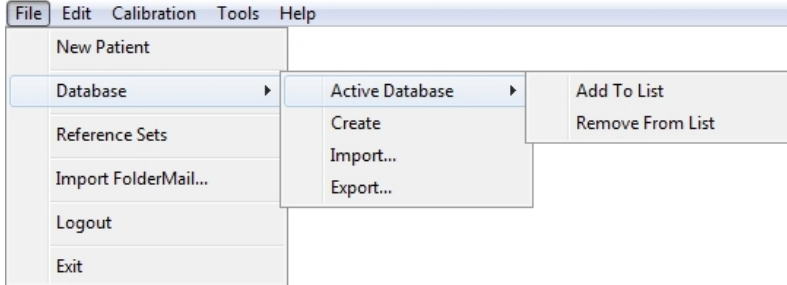 File Edit Calibration Tools Help
New Patient
Database
Active Database
Add To List
Create
Remove From List
Reference Sets
Import...
Import FolderMail...
Export...
Logout
Exit